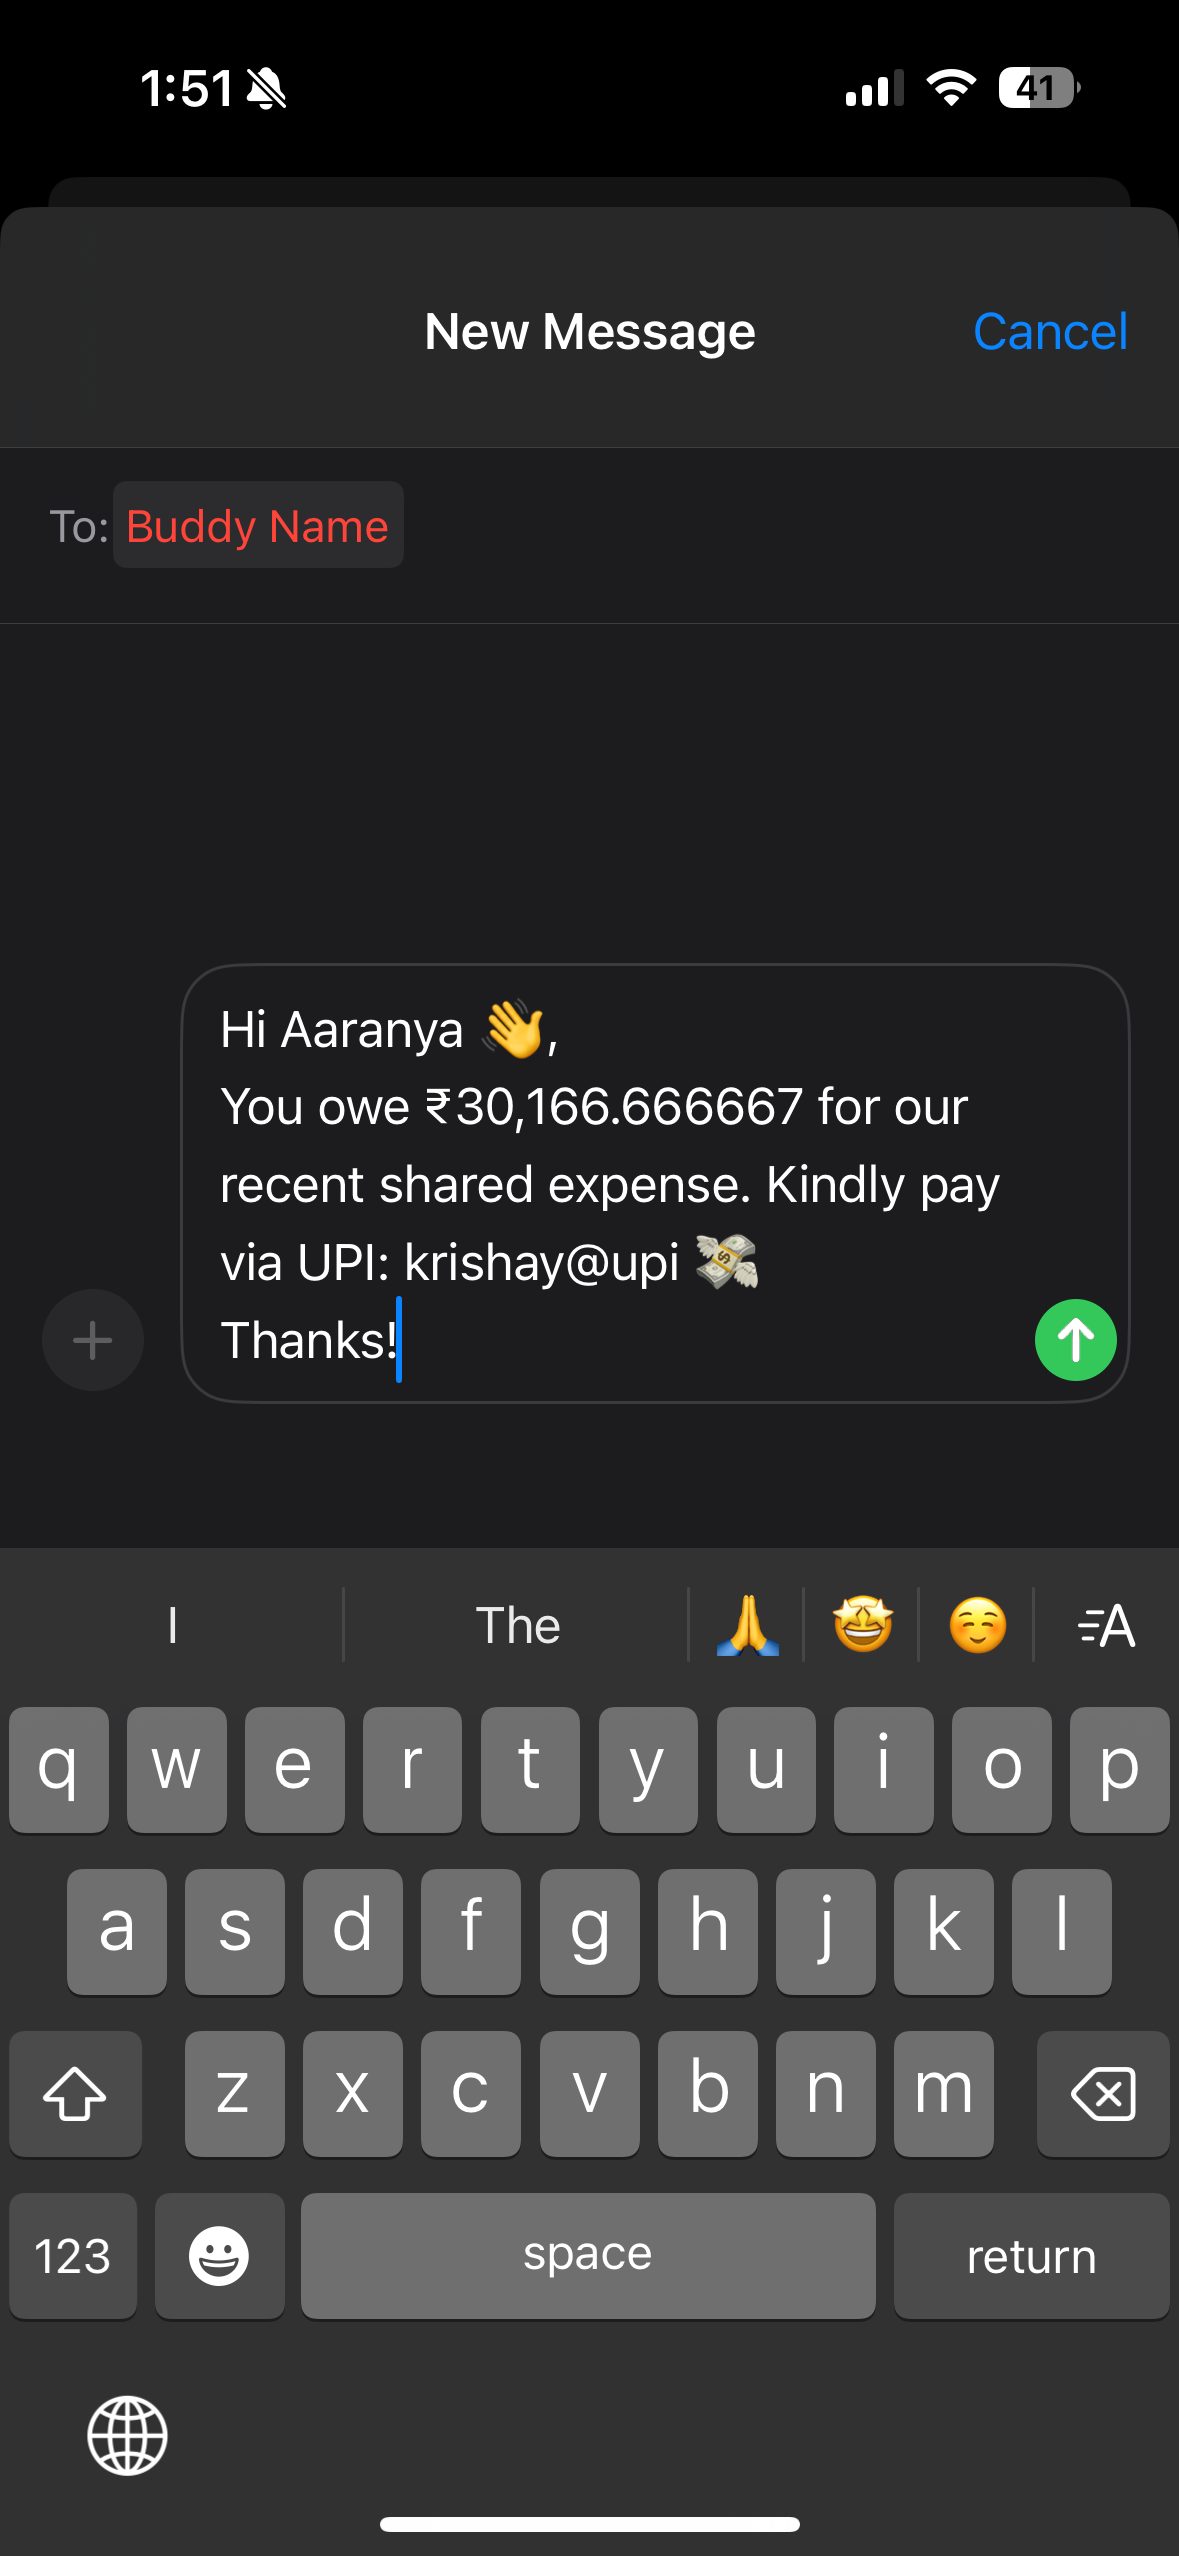 1:51
41
New Message
Cancel
To: Buddy Name
Hi Aaranya 👋,
You owe ₹30,166.666667 for our
recent shared expense. Kindly pay
via UPI: krishay@upi 💸
Thanks!
I
The
🙏
🤩
☺️
A
q w e r t y u i o p
a s d f g h j k l
z x c v b n m
123
space
return